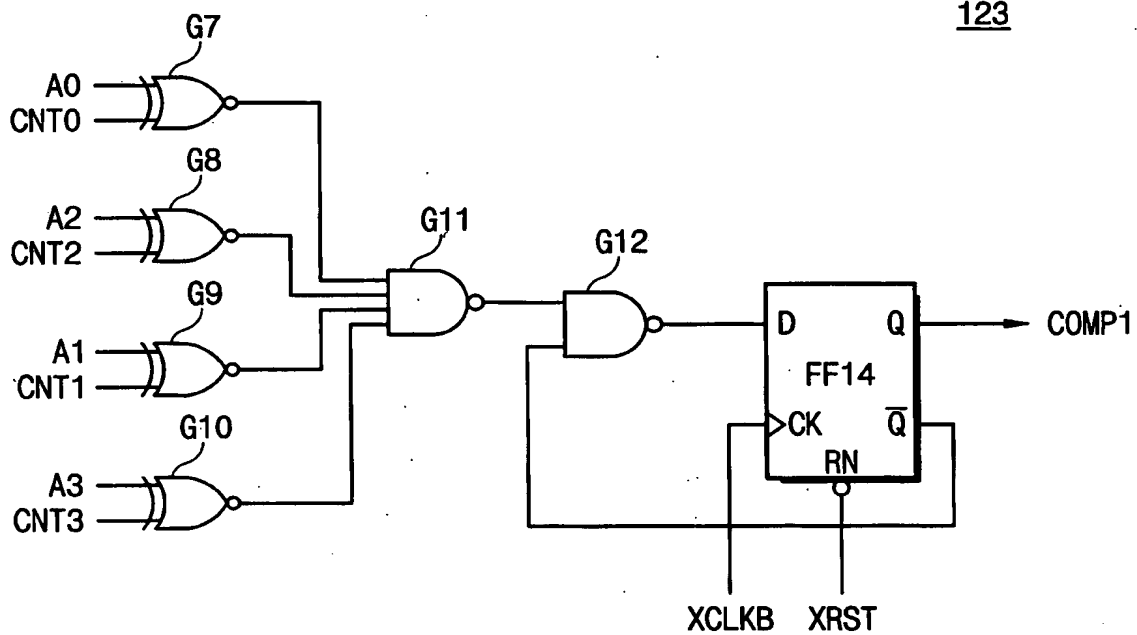 123
G7
A0
CNT0
G8
A2
CNT2
G11
G12
G9
A1
CNT1
D Q
COMP1
FF14
CK Q̅
RN
G10
A3
CNT3
XCLKB XRST